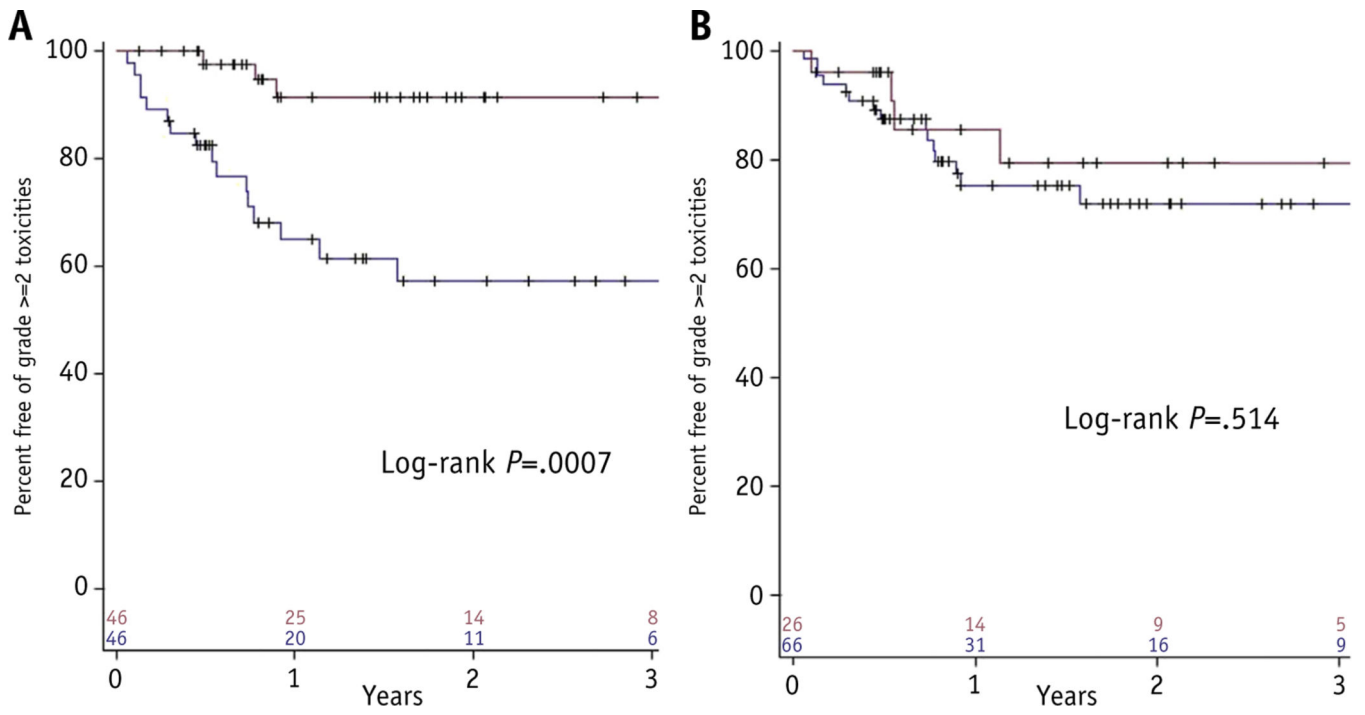 A
Percent free of grade >=2 toxicities
100
80
60
40
20
0
Log-rank P=.0007
46 25 14 8
46 20 11 6
0 1 2 3
Years
B
Percent free of grade >=2 toxicities
100
80
60
40
20
0
Log-rank P=.514
26 14 9 5
66 31 16 9
0 1 2 3
Years